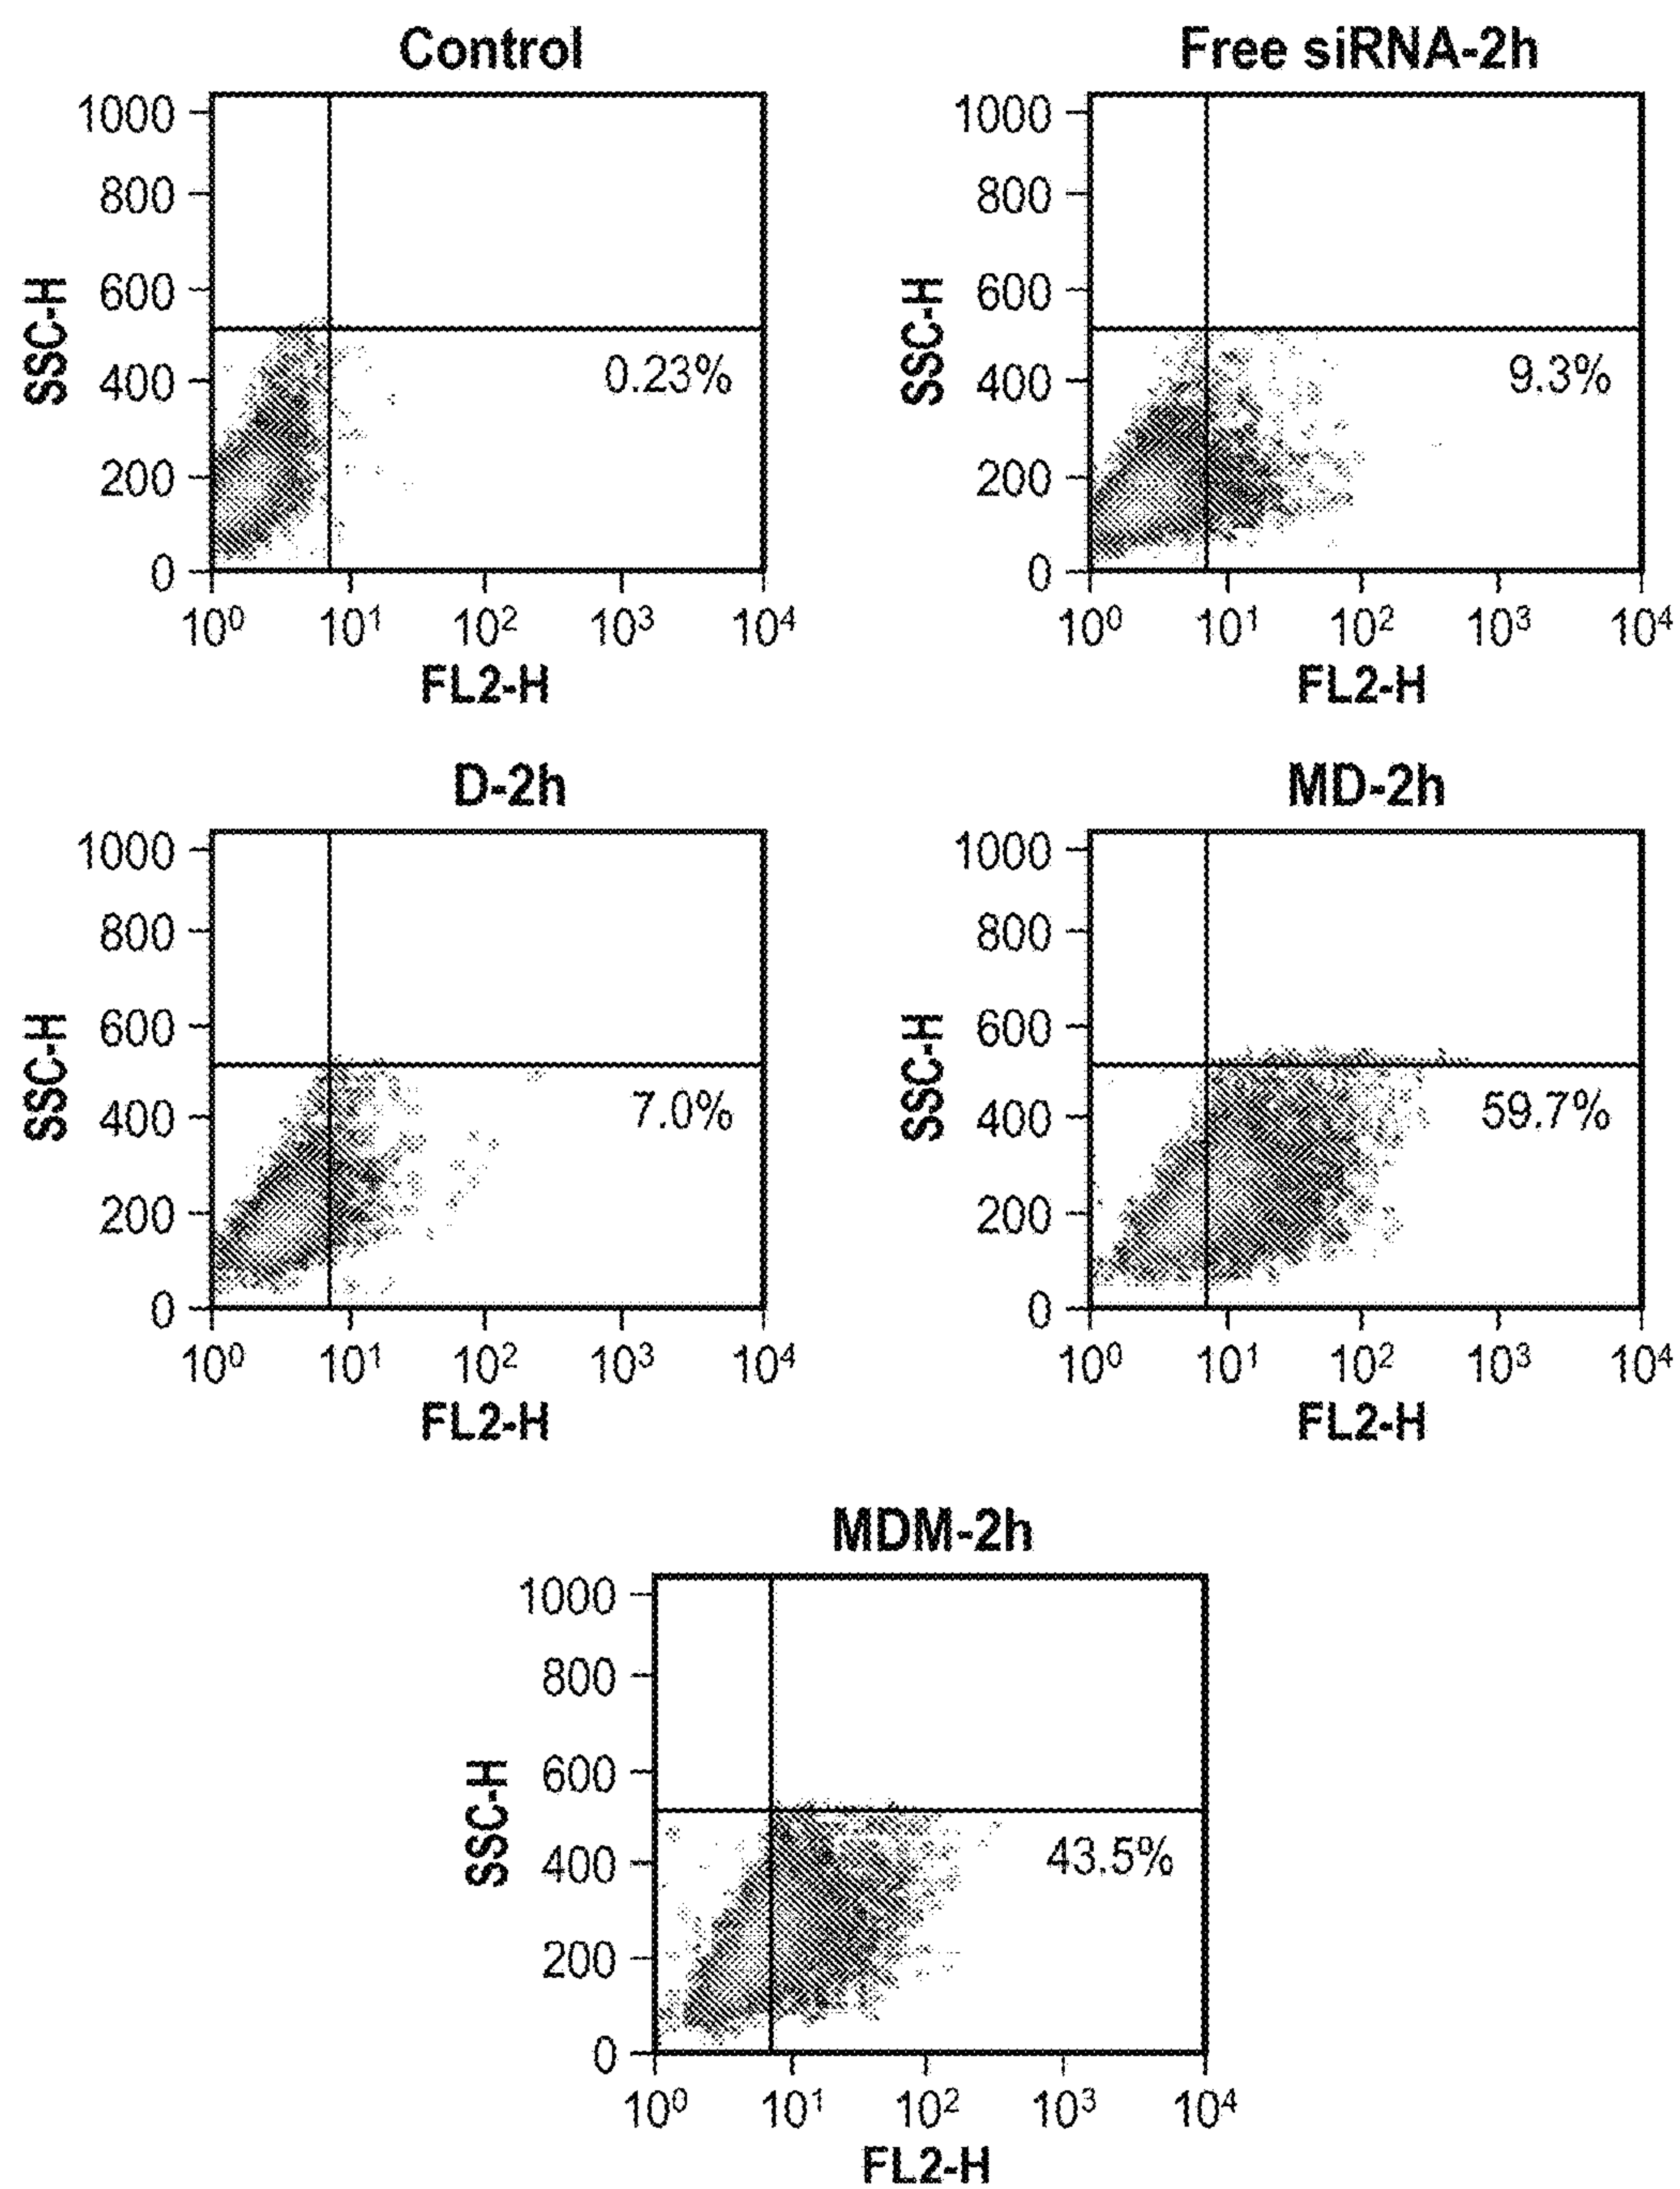 Control
1000
800
600
400
200
0
SSC-H
0.23%
10⁰ 10¹ 10² 10³ 10⁴
FL2-H
Free siRNA-2h
1000
800
600
400
200
0
SSC-H
9.3%
10⁰ 10¹ 10² 10³ 10⁴
FL2-H
D-2h
1000
800
600
400
200
0
SSC-H
7.0%
10⁰ 10¹ 10² 10³ 10⁴
FL2-H
MD-2h
1000
800
600
400
200
0
SSC-H
59.7%
10⁰ 10¹ 10² 10³ 10⁴
FL2-H
MDM-2h
1000
800
600
400
200
0
SSC-H
43.5%
10⁰ 10¹ 10² 10³ 10⁴
FL2-H